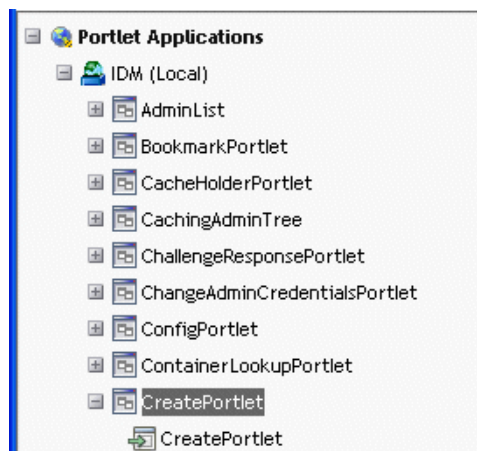 Portlet Applications
IDM (Local)
AdminList
BookmarkPortlet
CacheHolderPortlet
CachingAdminTree
ChallengeResponsePortlet
ChangeAdminCredentialsPortlet
ConfigPortlet
ContainerLookupPortlet
CreatePortlet
CreatePortlet